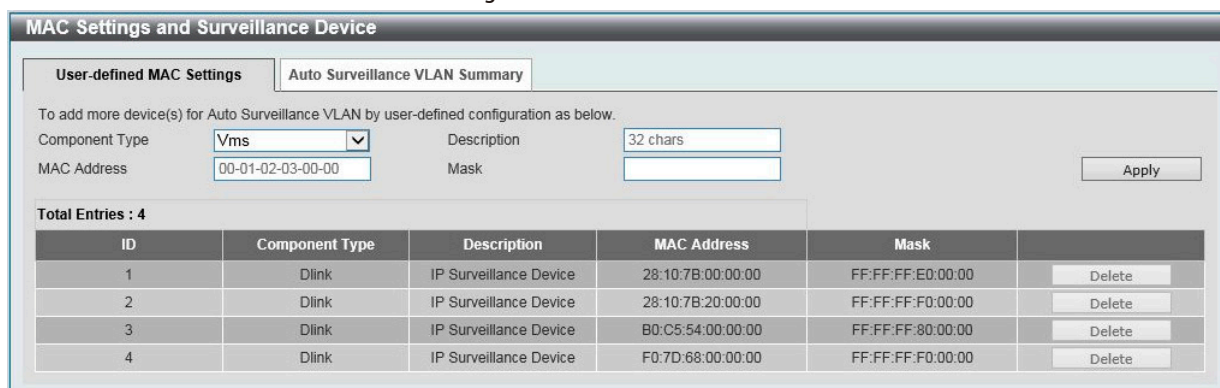 MAC Settings and Surveillance Device
User-defined MAC Settings Auto Surveillance VLAN Summary
To add more device(s) for Auto Surveillance VLAN by user-defined configuration as below.
Component Type Vms Description 32 chars
MAC Address 00-01-02-03-00-00 Mask Apply
Total Entries : 4
ID Component Type Description MAC Address Mask
1 Dlink IP Surveillance Device 28:10:7B:00:00:00 FF:FF:FF:E0:00:00 Delete
2 Dlink IP Surveillance Device 28:10:7B:20:00:00 FF:FF:FF:F0:00:00 Delete
3 Dlink IP Surveillance Device B0:C5:54:00:00:00 FF:FF:FF:80:00:00 Delete
4 Dlink IP Surveillance Device F0:7D:68:00:00:00 FF:FF:FF:F0:00:00 Delete